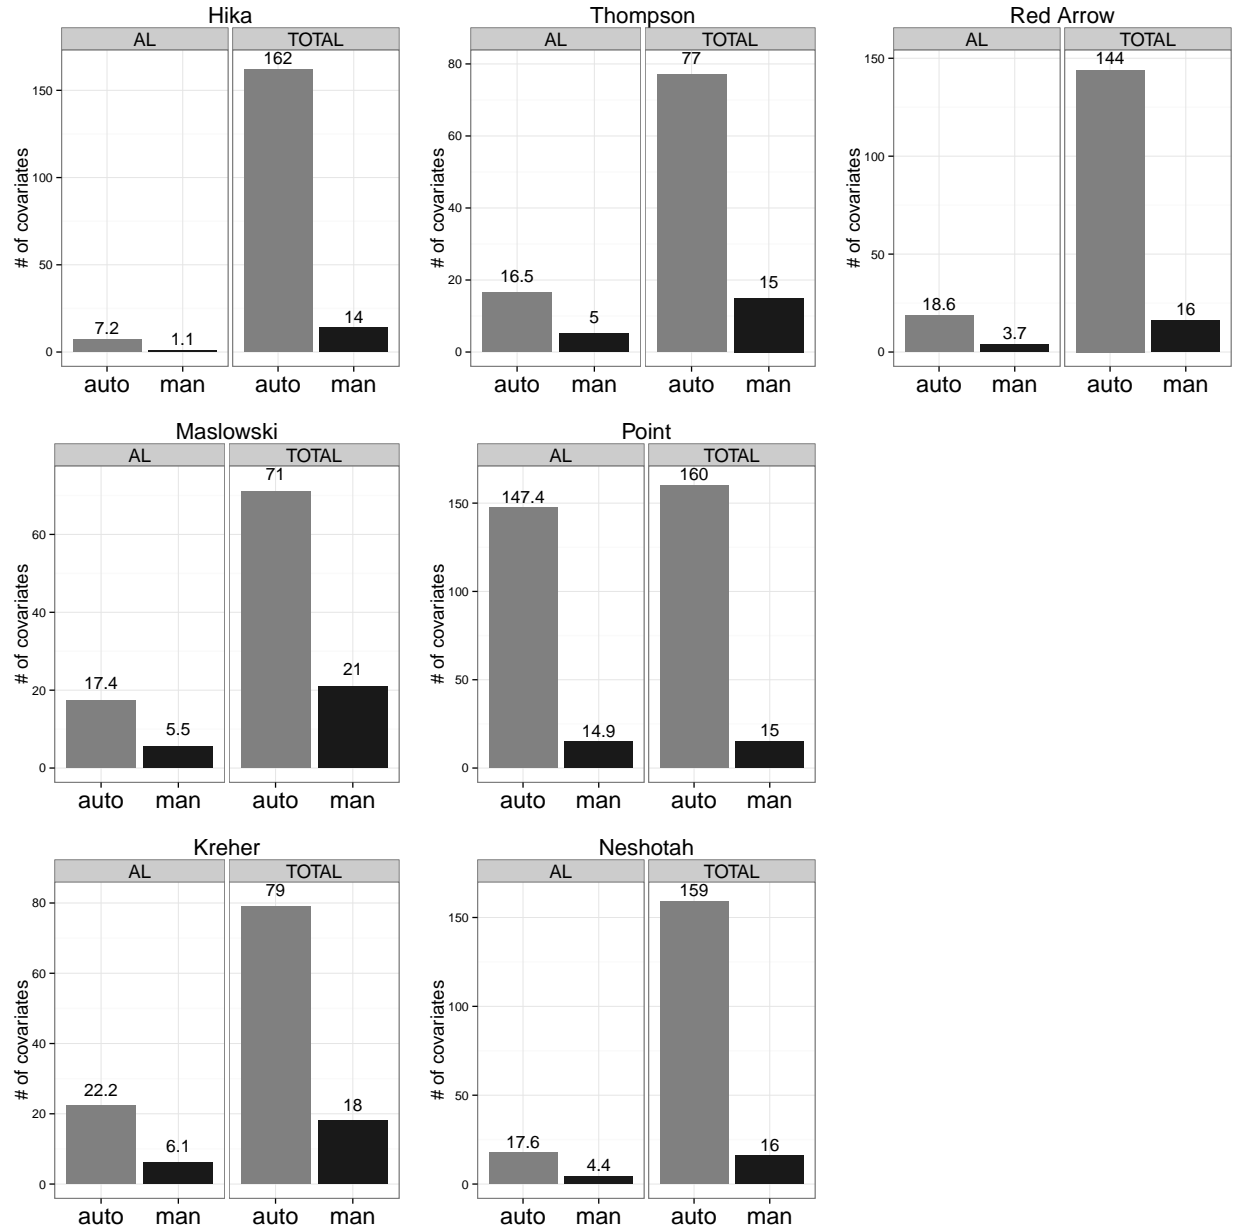 Hika
AL TOTAL
# of covariates
150
100
50
0
162
7.2
1.1
14
auto man auto man
Thompson
AL TOTAL
# of covariates
80
60
40
20
0
77
16.5
5
15
auto man auto man
Red Arrow
AL TOTAL
# of covariates
150
100
50
0
144
18.6
3.7
16
auto man auto man
Maslowski
AL TOTAL
# of covariates
60
40
20
0
71
17.4
5.5
21
auto man auto man
Point
AL TOTAL
# of covariates
150
100
50
0
147.4
14.9
160
15
auto man auto man
Kreher
AL TOTAL
# of covariates
80
60
40
20
0
79
22.2
6.1
18
auto man auto man
Neshotah
AL TOTAL
# of covariates
150
100
50
0
159
17.6
4.4
16
auto man auto man